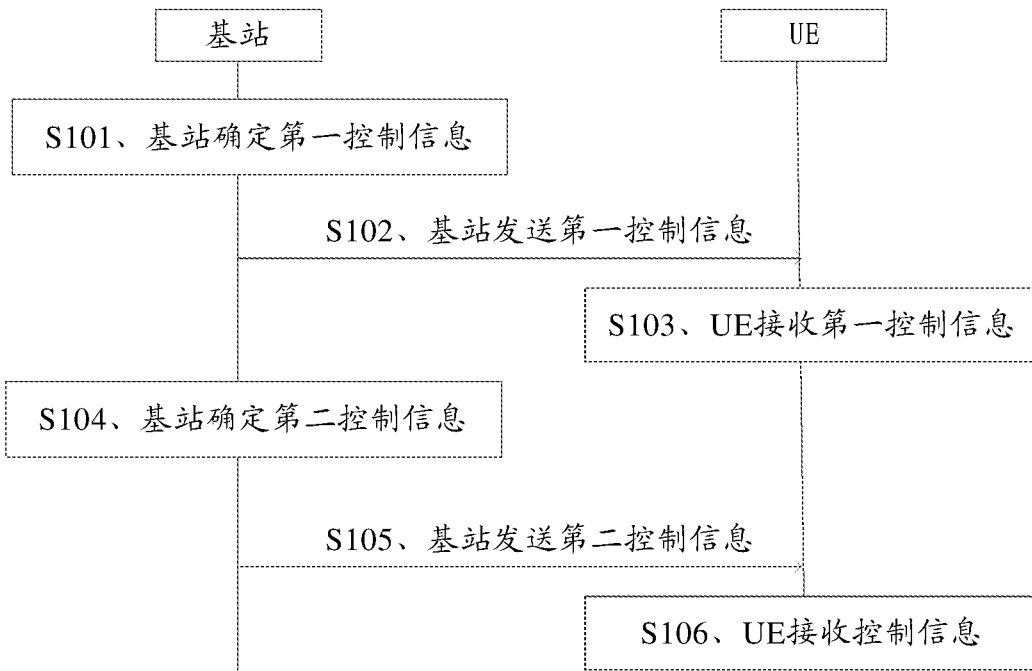 基站
UE
S101、基站确定第一控制信息
S102、基站发送第一控制信息
S103、UE接收第一控制信息
S104、基站确定第二控制信息
S105、基站发送第二控制信息
S106、UE接收控制信息